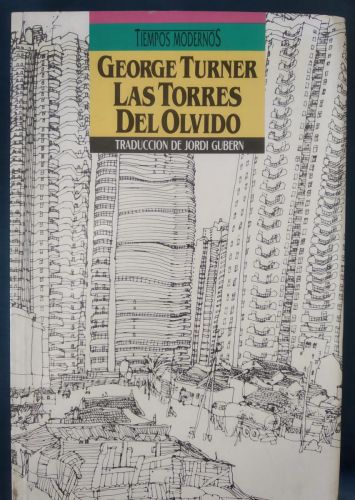 TIEMPOS MODERNOS
GEORGE TURNER
LAS TORRES
DEL OLVIDO
TRADUCCION DE JORDI GUBERN